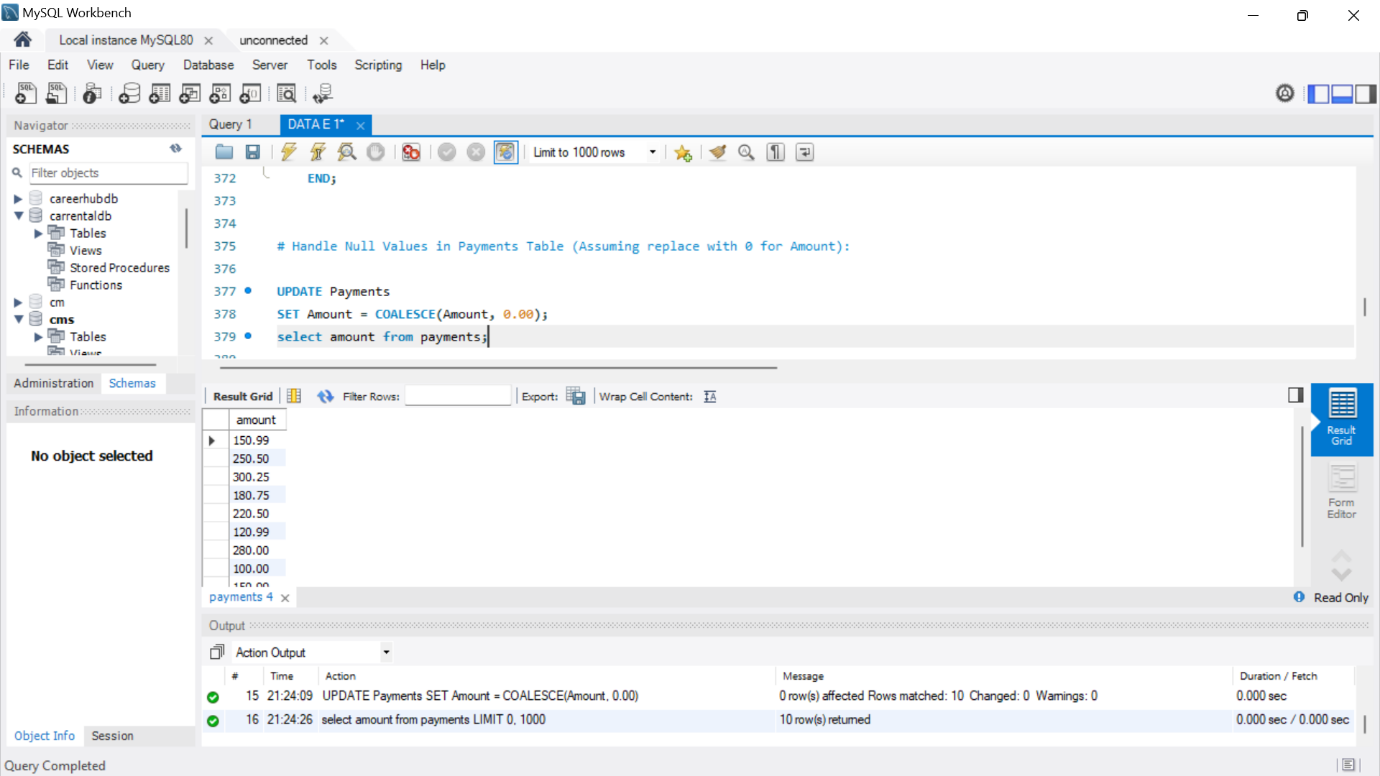 MySQL Workbench
Local instance MySQL80
unconnected
File Edit View Query Database Server Tools Scripting Help
Navigator
SCHEMAS
Filter objects
careerhubdb
carrentaldb
Tables
Views
Stored Procedures
Functions
cm
cms
Tables
Views
Administration Schemas
Information
No object selected
Object Info Session
Query Completed
Query 1
DATA E 1*
Limit to 1000 rows
372 END;
373
374
375 # Handle Null Values in Payments Table (Assuming replace with 0 for Amount):
376
377 UPDATE Payments
378 SET Amount = COALESCE(Amount, 0.00);
379 select amount from payments;
380
Result Grid Filter Rows: Export: Wrap Cell Content:
amount
150.99
250.50
300.25
180.75
220.50
120.99
280.00
100.00
150.00
Result
Grid
Form
Editor
payments 4
Read Only
Output
Action Output
# Time Action Message Duration / Fetch
15 21:24:09 UPDATE Payments SET Amount = COALESCE(Amount, 0.00) 0 row(s) affected Rows matched: 10 Changed: 0 Warnings: 0 0.000 sec
16 21:24:26 select amount from payments LIMIT 0, 1000 10 row(s) returned 0.000 sec / 0.000 sec